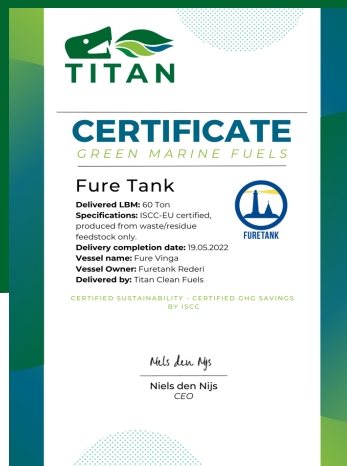 TITAN
CERTIFICATE
GREEN MARINE FUELS
Fure Tank
Delivered LBM: 60 Ton
Specifications: ISCC-EU certified,
produced from waste/residue
feedstock only.
Delivery completion date: 19.05.2022
Vessel name: Fure Vinga
Vessel Owner: Furetank Rederi
Delivered by: Titan Clean Fuels
FURETANK
CERTIFIED SUSTAINABILITY - CERTIFIED GHG SAVINGS
BY ISCC
Niels den Nijs
Niels den Nijs
CEO